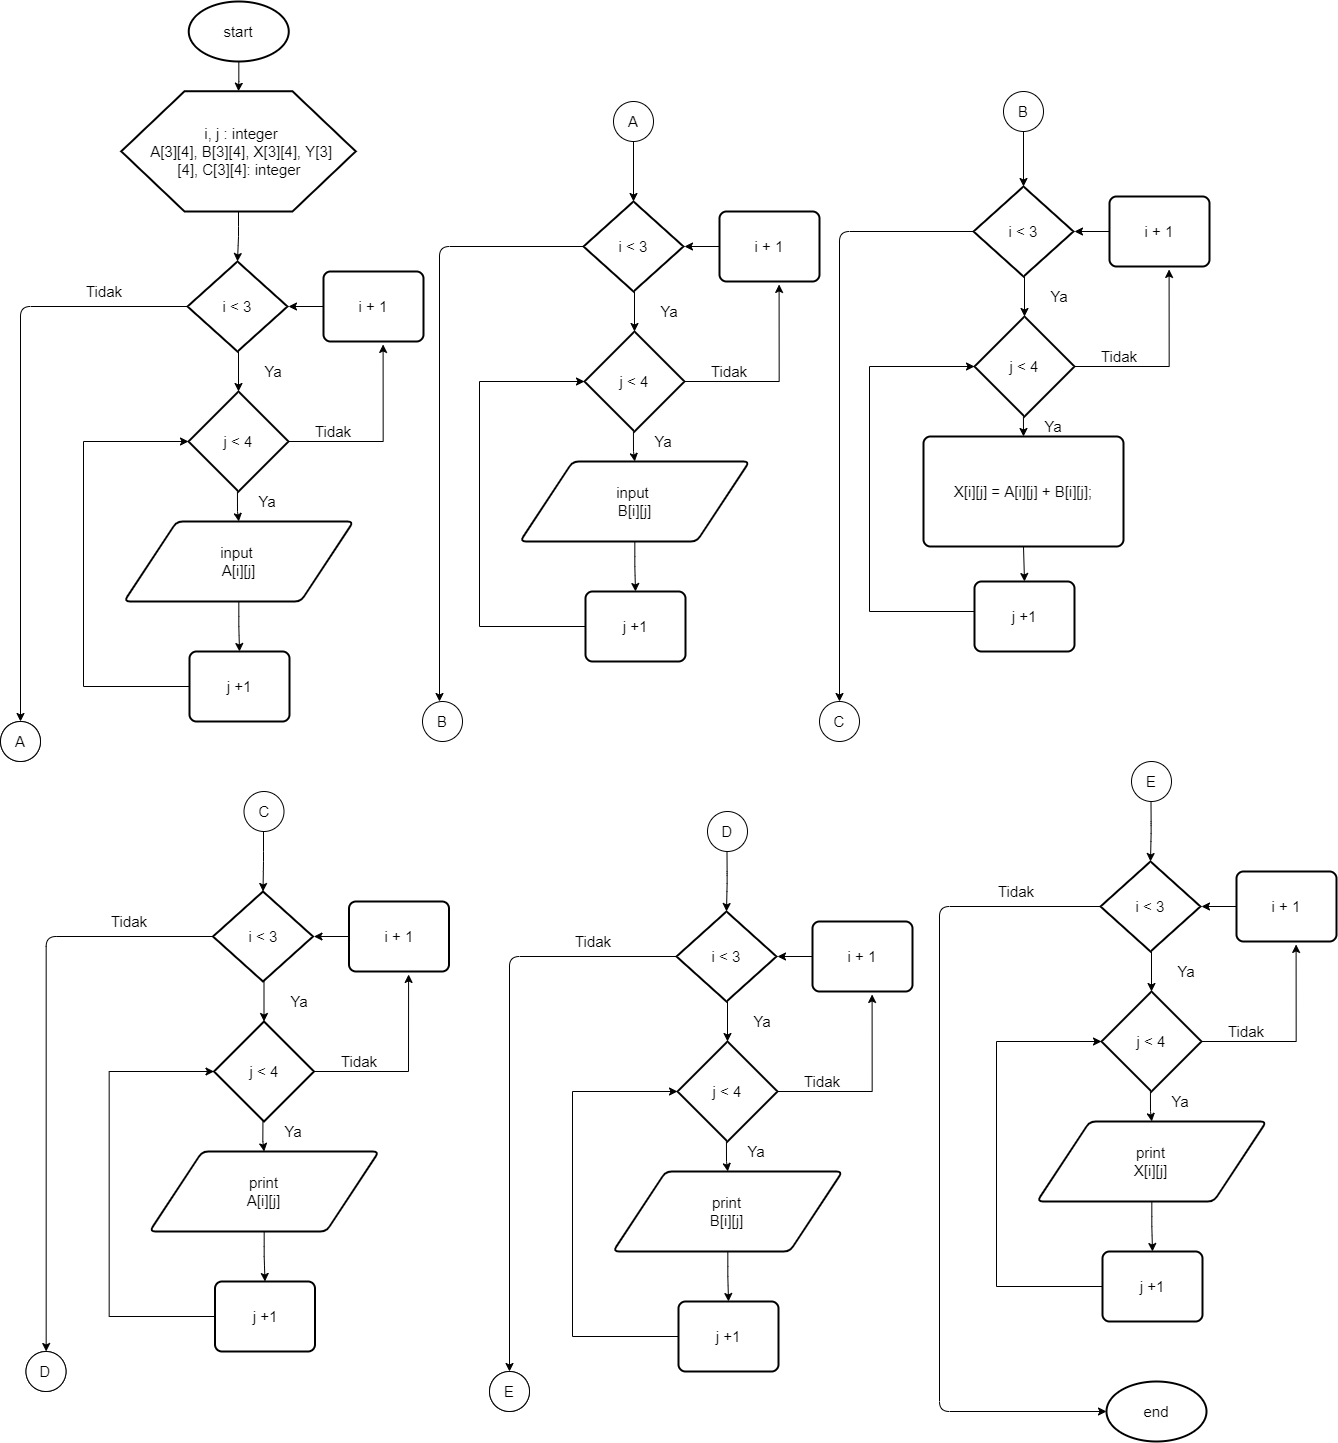 start
i, j : integer
A[3][4], B[3][4], X[3][4], Y[3]
[4], C[3][4]: integer
i < 3
i + 1
Tidak
Ya
j < 4
Tidak
Ya
input
A[i][j]
j +1
A
A
i < 3
i + 1
Ya
j < 4
Tidak
Ya
input
B[i][j]
j +1
B
B
i < 3
i + 1
Ya
j < 4
Tidak
Ya
X[i][j] = A[i][j] + B[i][j];
j +1
C
C
Tidak
i < 3
i + 1
Ya
j < 4
Tidak
Ya
print
A[i][j]
j +1
D
D
Tidak
i < 3
i + 1
Ya
j < 4
Tidak
Ya
print
B[i][j]
j +1
E
E
Tidak
i < 3
i + 1
Ya
j < 4
Tidak
Ya
print
X[i][j]
j +1
end